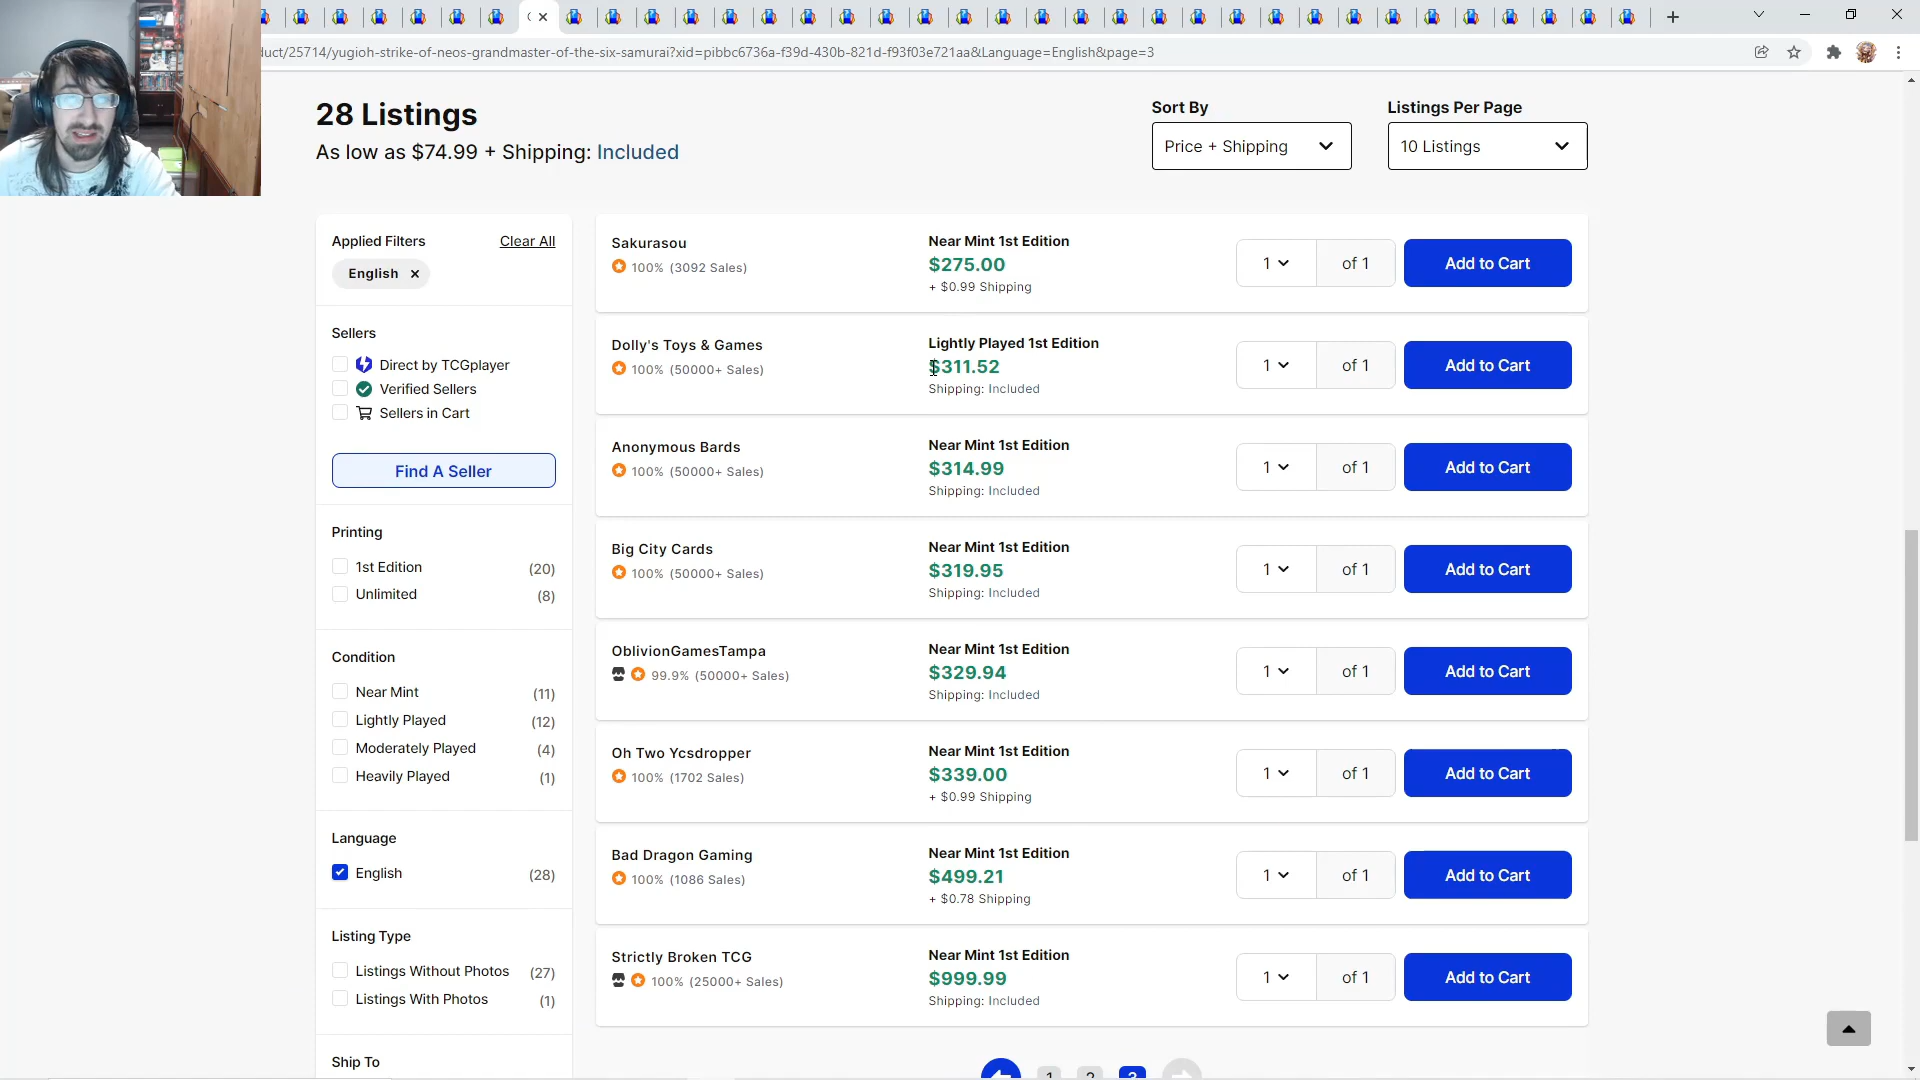 duct/25714/yugioh-strike-of-neos-grandmaster-of-the-six-samurai?xid=pibbc6736a-f39d-430b-821d-f93f03e721aa&Language=English&page=3
28 Listings
As low as $74.99 + Shipping: Included
Sort By
Price + Shipping
Listings Per Page
10 Listings
Applied Filters
Clear All
English
Sellers
Direct by TCGplayer
Verified Sellers
Sellers in Cart
Find A Seller
Printing
1st Edition (20)
Unlimited (8)
Condition
Near Mint (11)
Lightly Played (12)
Moderately Played (4)
Heavily Played (1)
Language
English (28)
Listing Type
Listings Without Photos (27)
Listings With Photos (1)
Ship To
Sakurasou
100% (3092 Sales)
Near Mint 1st Edition
$275.00
+ $0.99 Shipping
1 of 1 Add to Cart
Dolly's Toys & Games
100% (50000+ Sales)
Lightly Played 1st Edition
$311.52
Shipping: Included
1 of 1 Add to Cart
Anonymous Bards
100% (50000+ Sales)
Near Mint 1st Edition
$314.99
Shipping: Included
1 of 1 Add to Cart
Big City Cards
100% (50000+ Sales)
Near Mint 1st Edition
$319.95
Shipping: Included
1 of 1 Add to Cart
OblivionGamesTampa
99.9% (50000+ Sales)
Near Mint 1st Edition
$329.94
Shipping: Included
1 of 1 Add to Cart
Oh Two Ycsdropper
100% (1702 Sales)
Near Mint 1st Edition
$339.00
+ $0.99 Shipping
1 of 1 Add to Cart
Bad Dragon Gaming
100% (1086 Sales)
Near Mint 1st Edition
$499.21
+ $0.78 Shipping
1 of 1 Add to Cart
Strictly Broken TCG
100% (25000+ Sales)
Near Mint 1st Edition
$999.99
Shipping: Included
1 of 1 Add to Cart
1 2 3